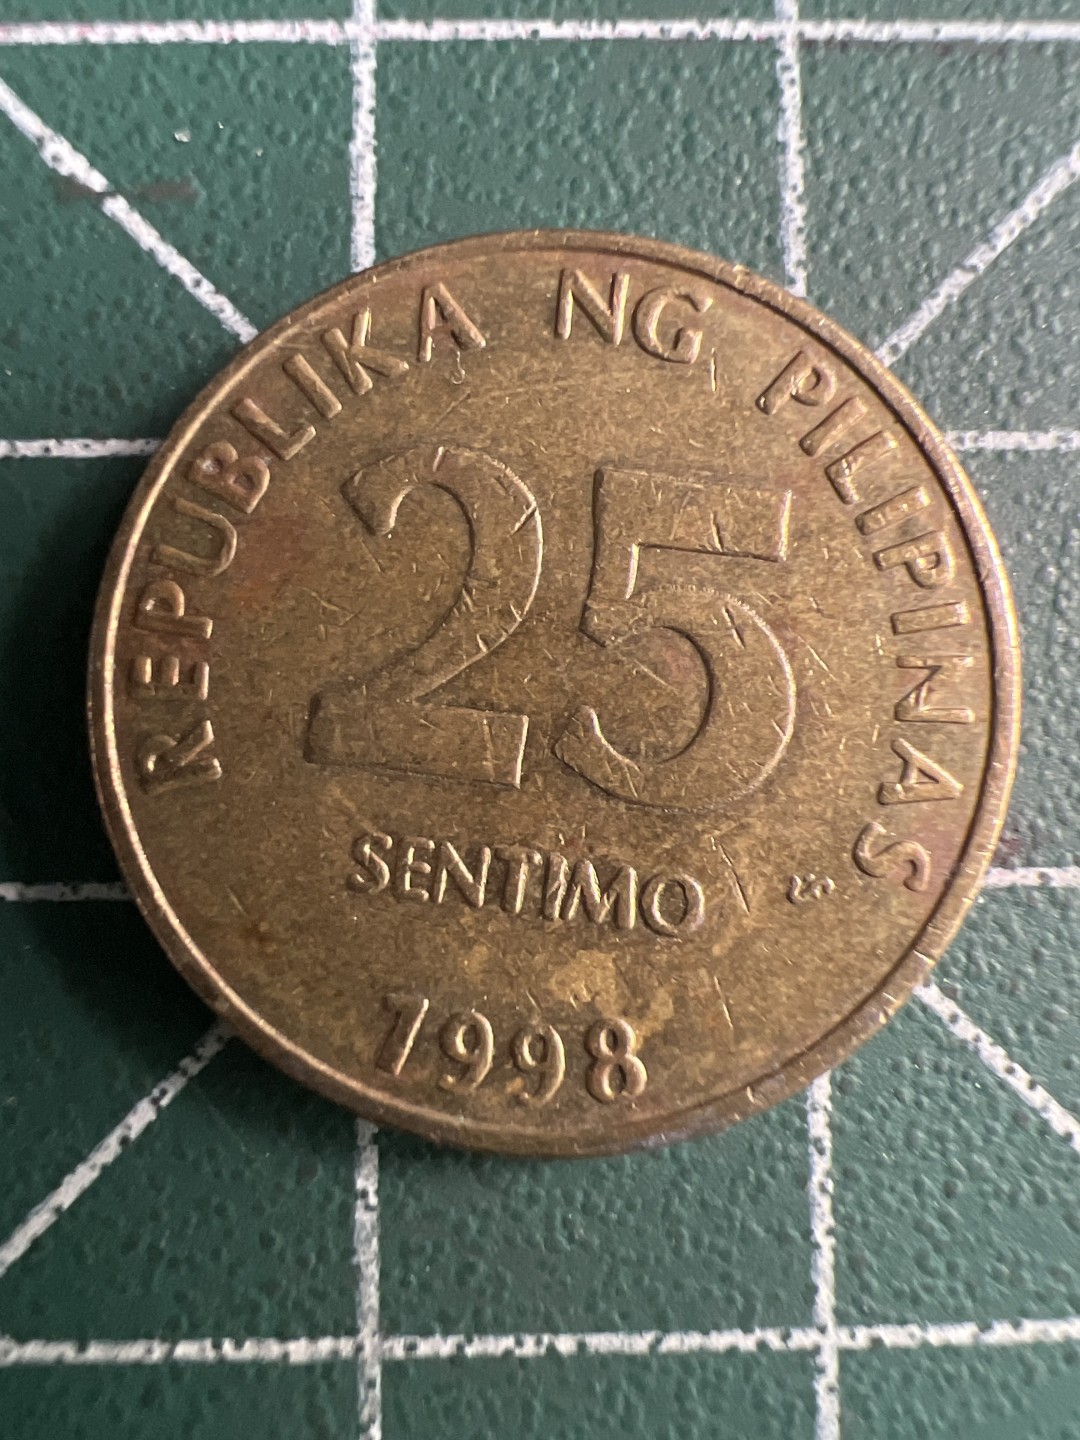 REPUBLIKA NG PILIPINAS
25
SENTIMO
1998